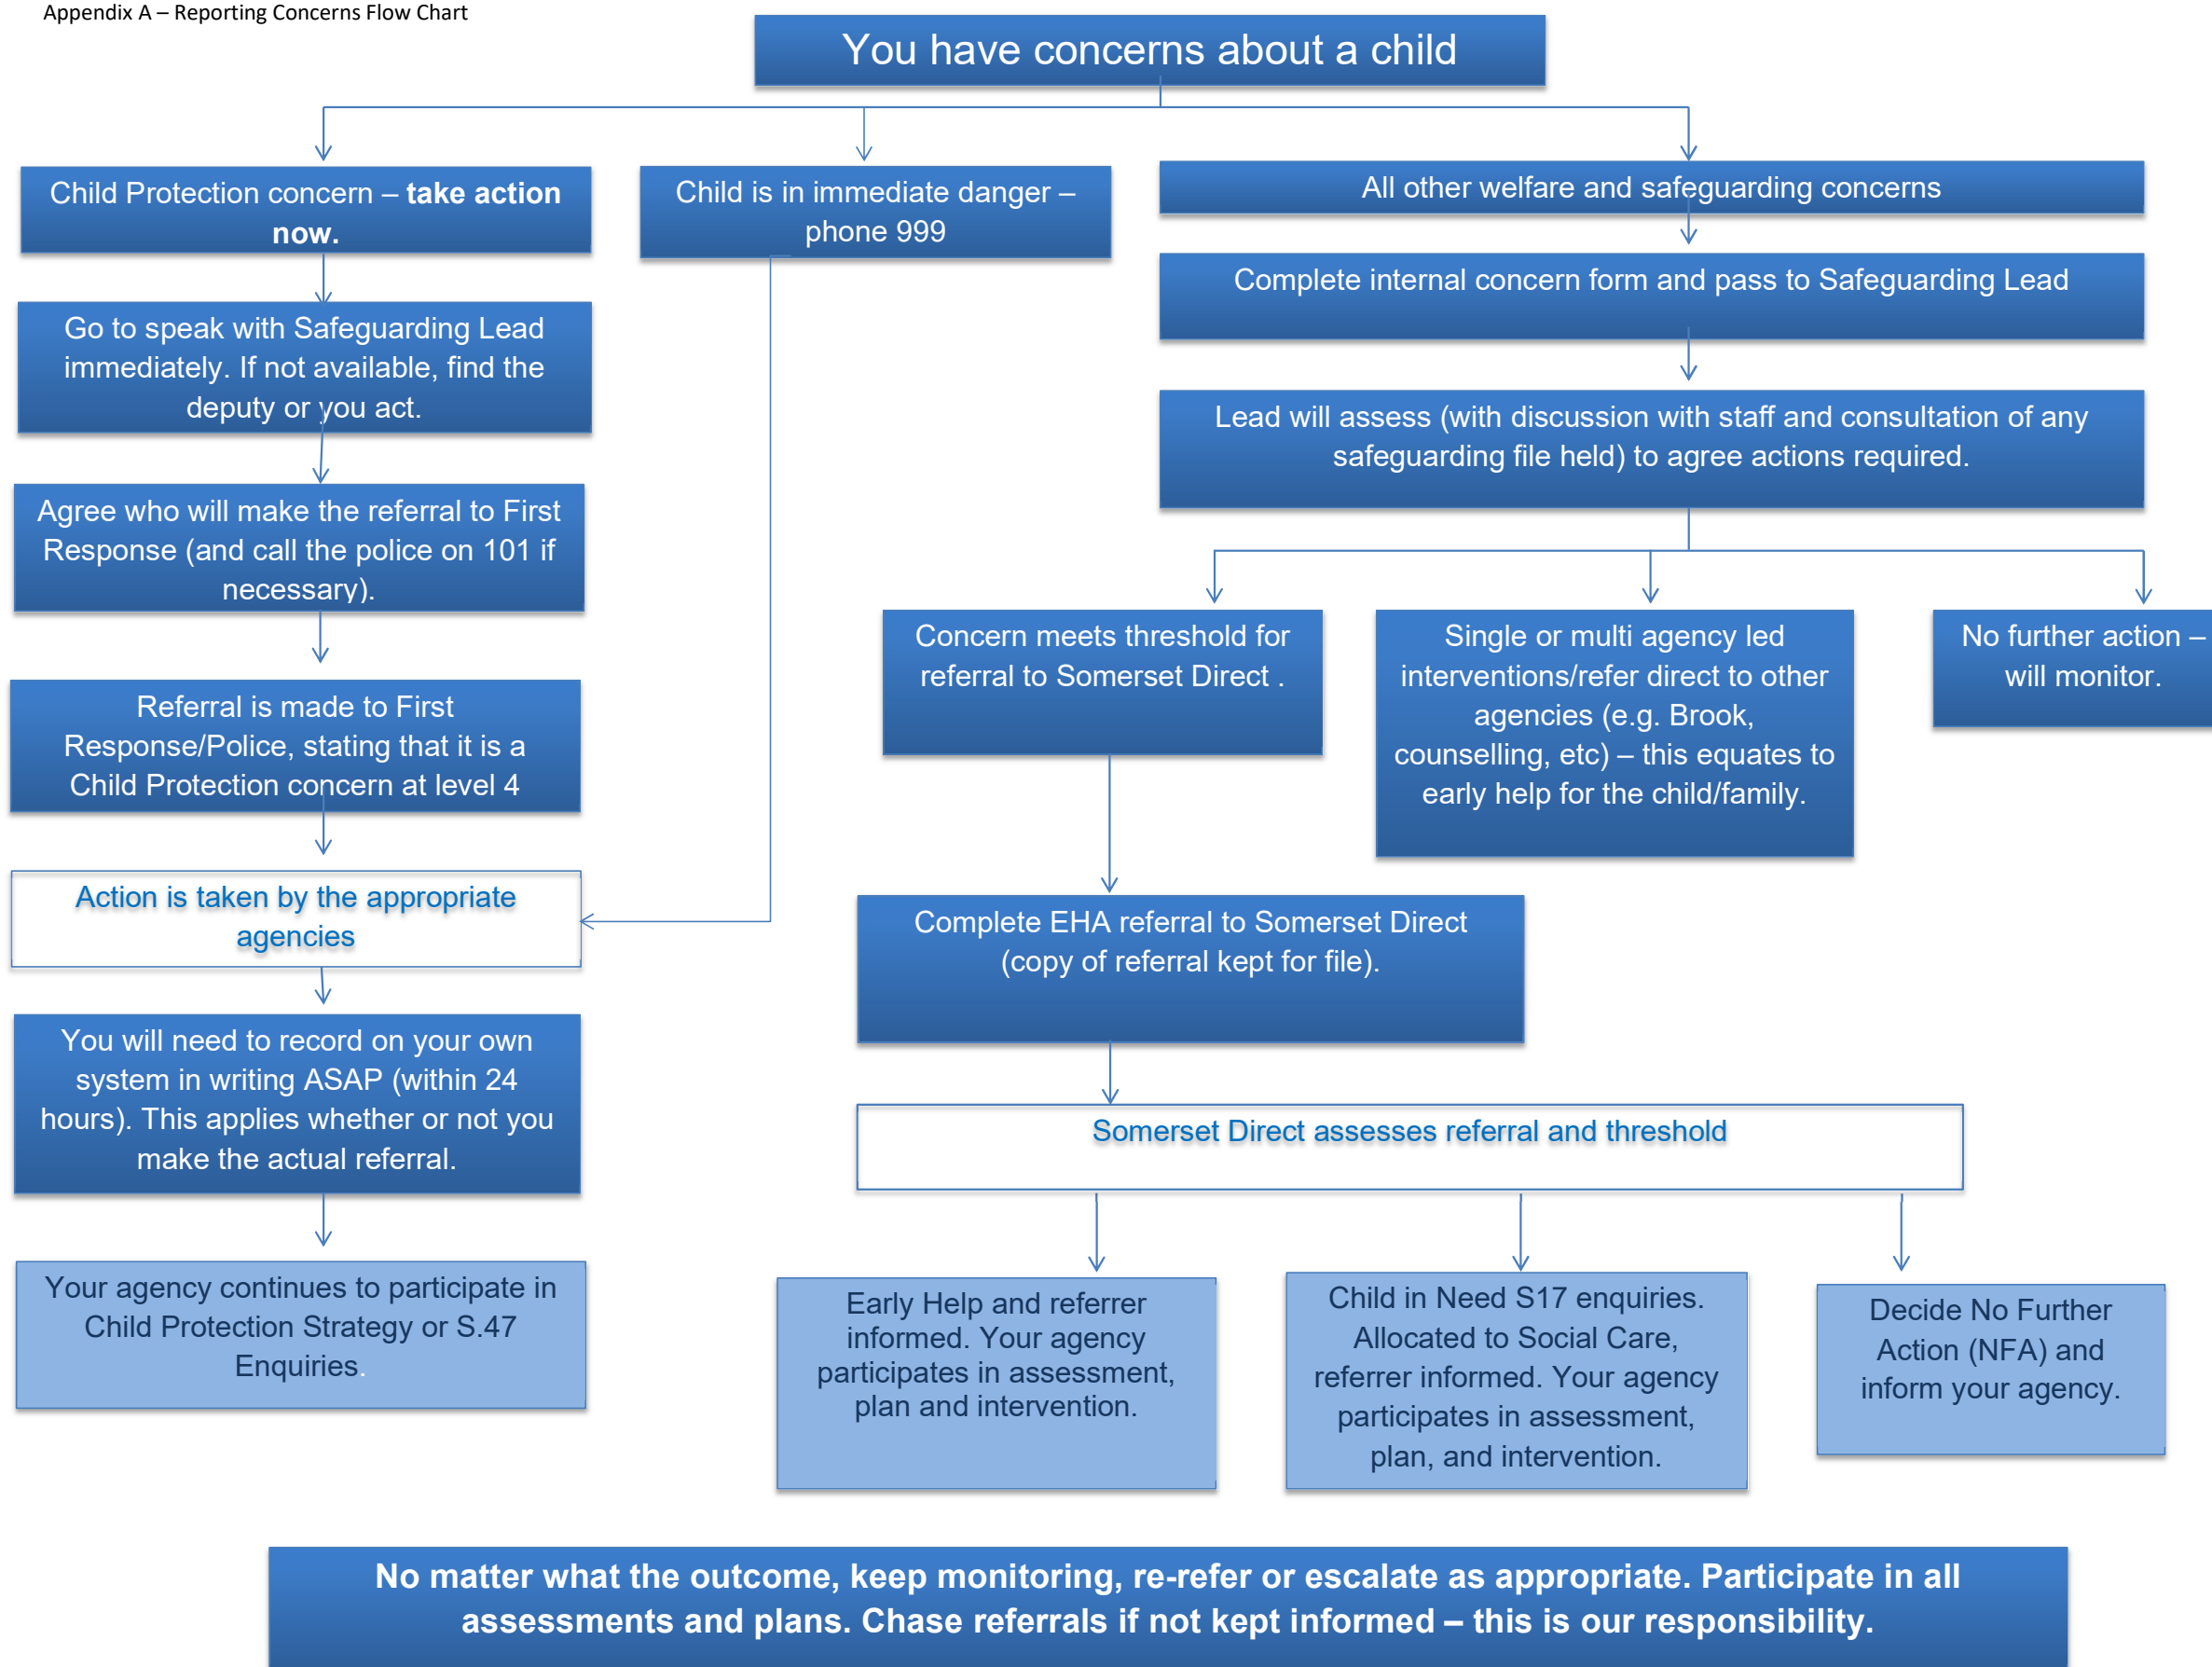 Appendix A – Reporting Concerns Flow Chart
You have concerns about a child
Child Protection concern – take action
now.
Child is in immediate danger –
phone 999
All other welfare and safeguarding concerns
Go to speak with Safeguarding Lead
immediately. If not available, find the
deputy or you act.
Complete internal concern form and pass to Safeguarding Lead
Lead will assess (with discussion with staff and consultation of any
safeguarding file held) to agree actions required.
Agree who will make the referral to First
Response (and call the police on 101 if
necessary).
Concern meets threshold for
referral to Somerset Direct .
Single or multi agency led
interventions/refer direct to other
agencies (e.g. Brook,
counselling, etc) – this equates to
early help for the child/family.
No further action –
will monitor.
Referral is made to First
Response/Police, stating that it is a
Child Protection concern at level 4
Action is taken by the appropriate
agencies
Complete EHA referral to Somerset Direct
(copy of referral kept for file).
You will need to record on your own
system in writing ASAP (within 24
hours). This applies whether or not you
make the actual referral.
Somerset Direct assesses referral and threshold
Your agency continues to participate in
Child Protection Strategy or S.47
Enquiries.
Early Help and referrer
informed. Your agency
participates in assessment,
plan and intervention.
Child in Need S17 enquiries.
Allocated to Social Care,
referrer informed. Your agency
participates in assessment,
plan, and intervention.
Decide No Further
Action (NFA) and
inform your agency.
No matter what the outcome, keep monitoring, re-refer or escalate as appropriate. Participate in all
assessments and plans. Chase referrals if not kept informed – this is our responsibility.